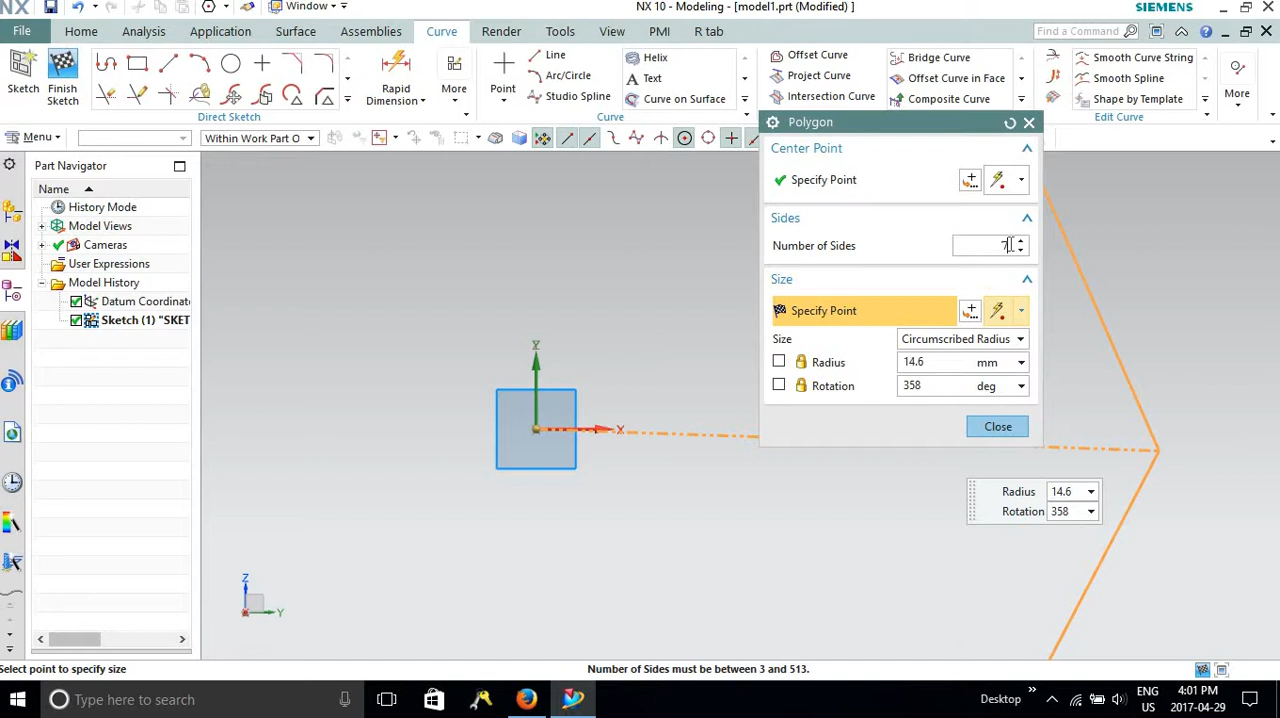 NX
Window
NX 10 - Modeling - [model1.prt (Modified) ]
SIEMENS
File
Home
Analysis
Application
Surface
Assemblies
Curve
Render
Tools
View
PMI
R tab
Find a Command
Sketch
Finish
Sketch
Direct Sketch
Rapid
Dimension
More
Point
Line
Arc/Circle
Studio Spline
Helix
Text
Curve on Surface
Curve
Offset Curve
Project Curve
Intersection Curve
Bridge Curve
Offset Curve in Face
Composite Curve
Smooth Curve String
Smooth Spline
Shape by Template
Edit Curve
More
Menu
Within Work Part O
Part Navigator
Name
History Mode
Model Views
Cameras
User Expressions
Model History
Datum Coordinate
Sketch (1) "SKET
Polygon
Center Point
Specify Point
Sides
Number of Sides 7
Size
Specify Point
Size Circumscribed Radius
Radius 14.6 mm
Rotation 358 deg
Close
Y
X
Radius 14.6
Rotation 358
Z
Y
Select point to specify size
Number of Sides must be between 3 and 513.
Type here to search
Desktop
ENG
US
4:01 PM
2017-04-29